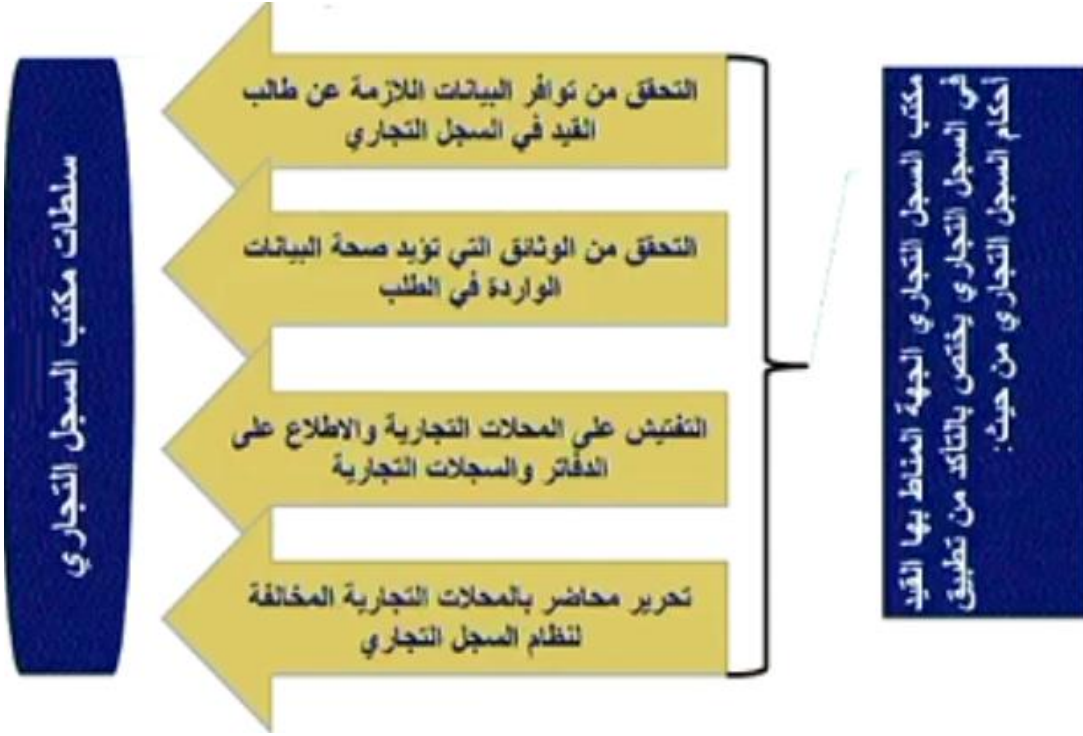 مكتب السجل التجاري الجهة المناط بها القيد
في السجل التجاري يختص بالتأكد من تطبيق
أحكام السجل التجاري من حيث:
التحقق من توافر البيانات اللازمة عن طالب
القيد في السجل التجاري
التحقق من الوثائق التي تؤيد صحة البيانات
الواردة في الطلب
التفتيش على المحلات التجارية والاطلاع على
الدفاتر والسجلات التجارية
تحرير محاضر بالمحلات التجارية المخالفة
لنظام السجل التجاري
سلطات مكتب السجل التجاري